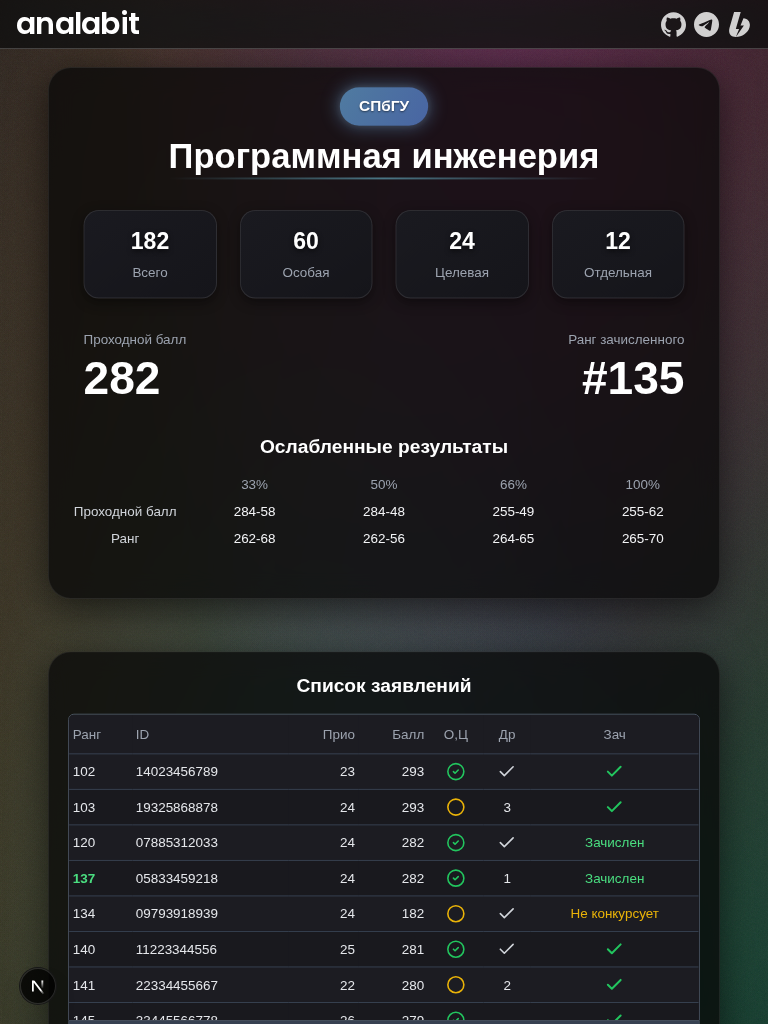 analabit
СПбГУ
Программная инженерия
182 60 24 12
Всего Особая Целевая Отдельная
Проходной балл Ранг зачисленного
282 #135
Ослабленные результаты
33% 50% 66% 100%
Проходной балл 284-58 284-48 255-49 255-62
Ранг 262-68 262-56 264-65 265-70
Список заявлений
Ранг ID Прио Балл О,Ц Др Зач
102 14023456789 23 293
103 19325868878 24 293 3
120 07885312033 24 282 Зачислен
137 05833459218 24 282 1 Зачислен
134 09793918939 24 182 Не конкурсует
140 11223344556 25 281
141 22334455667 22 280 2
145 33445566778 26 279